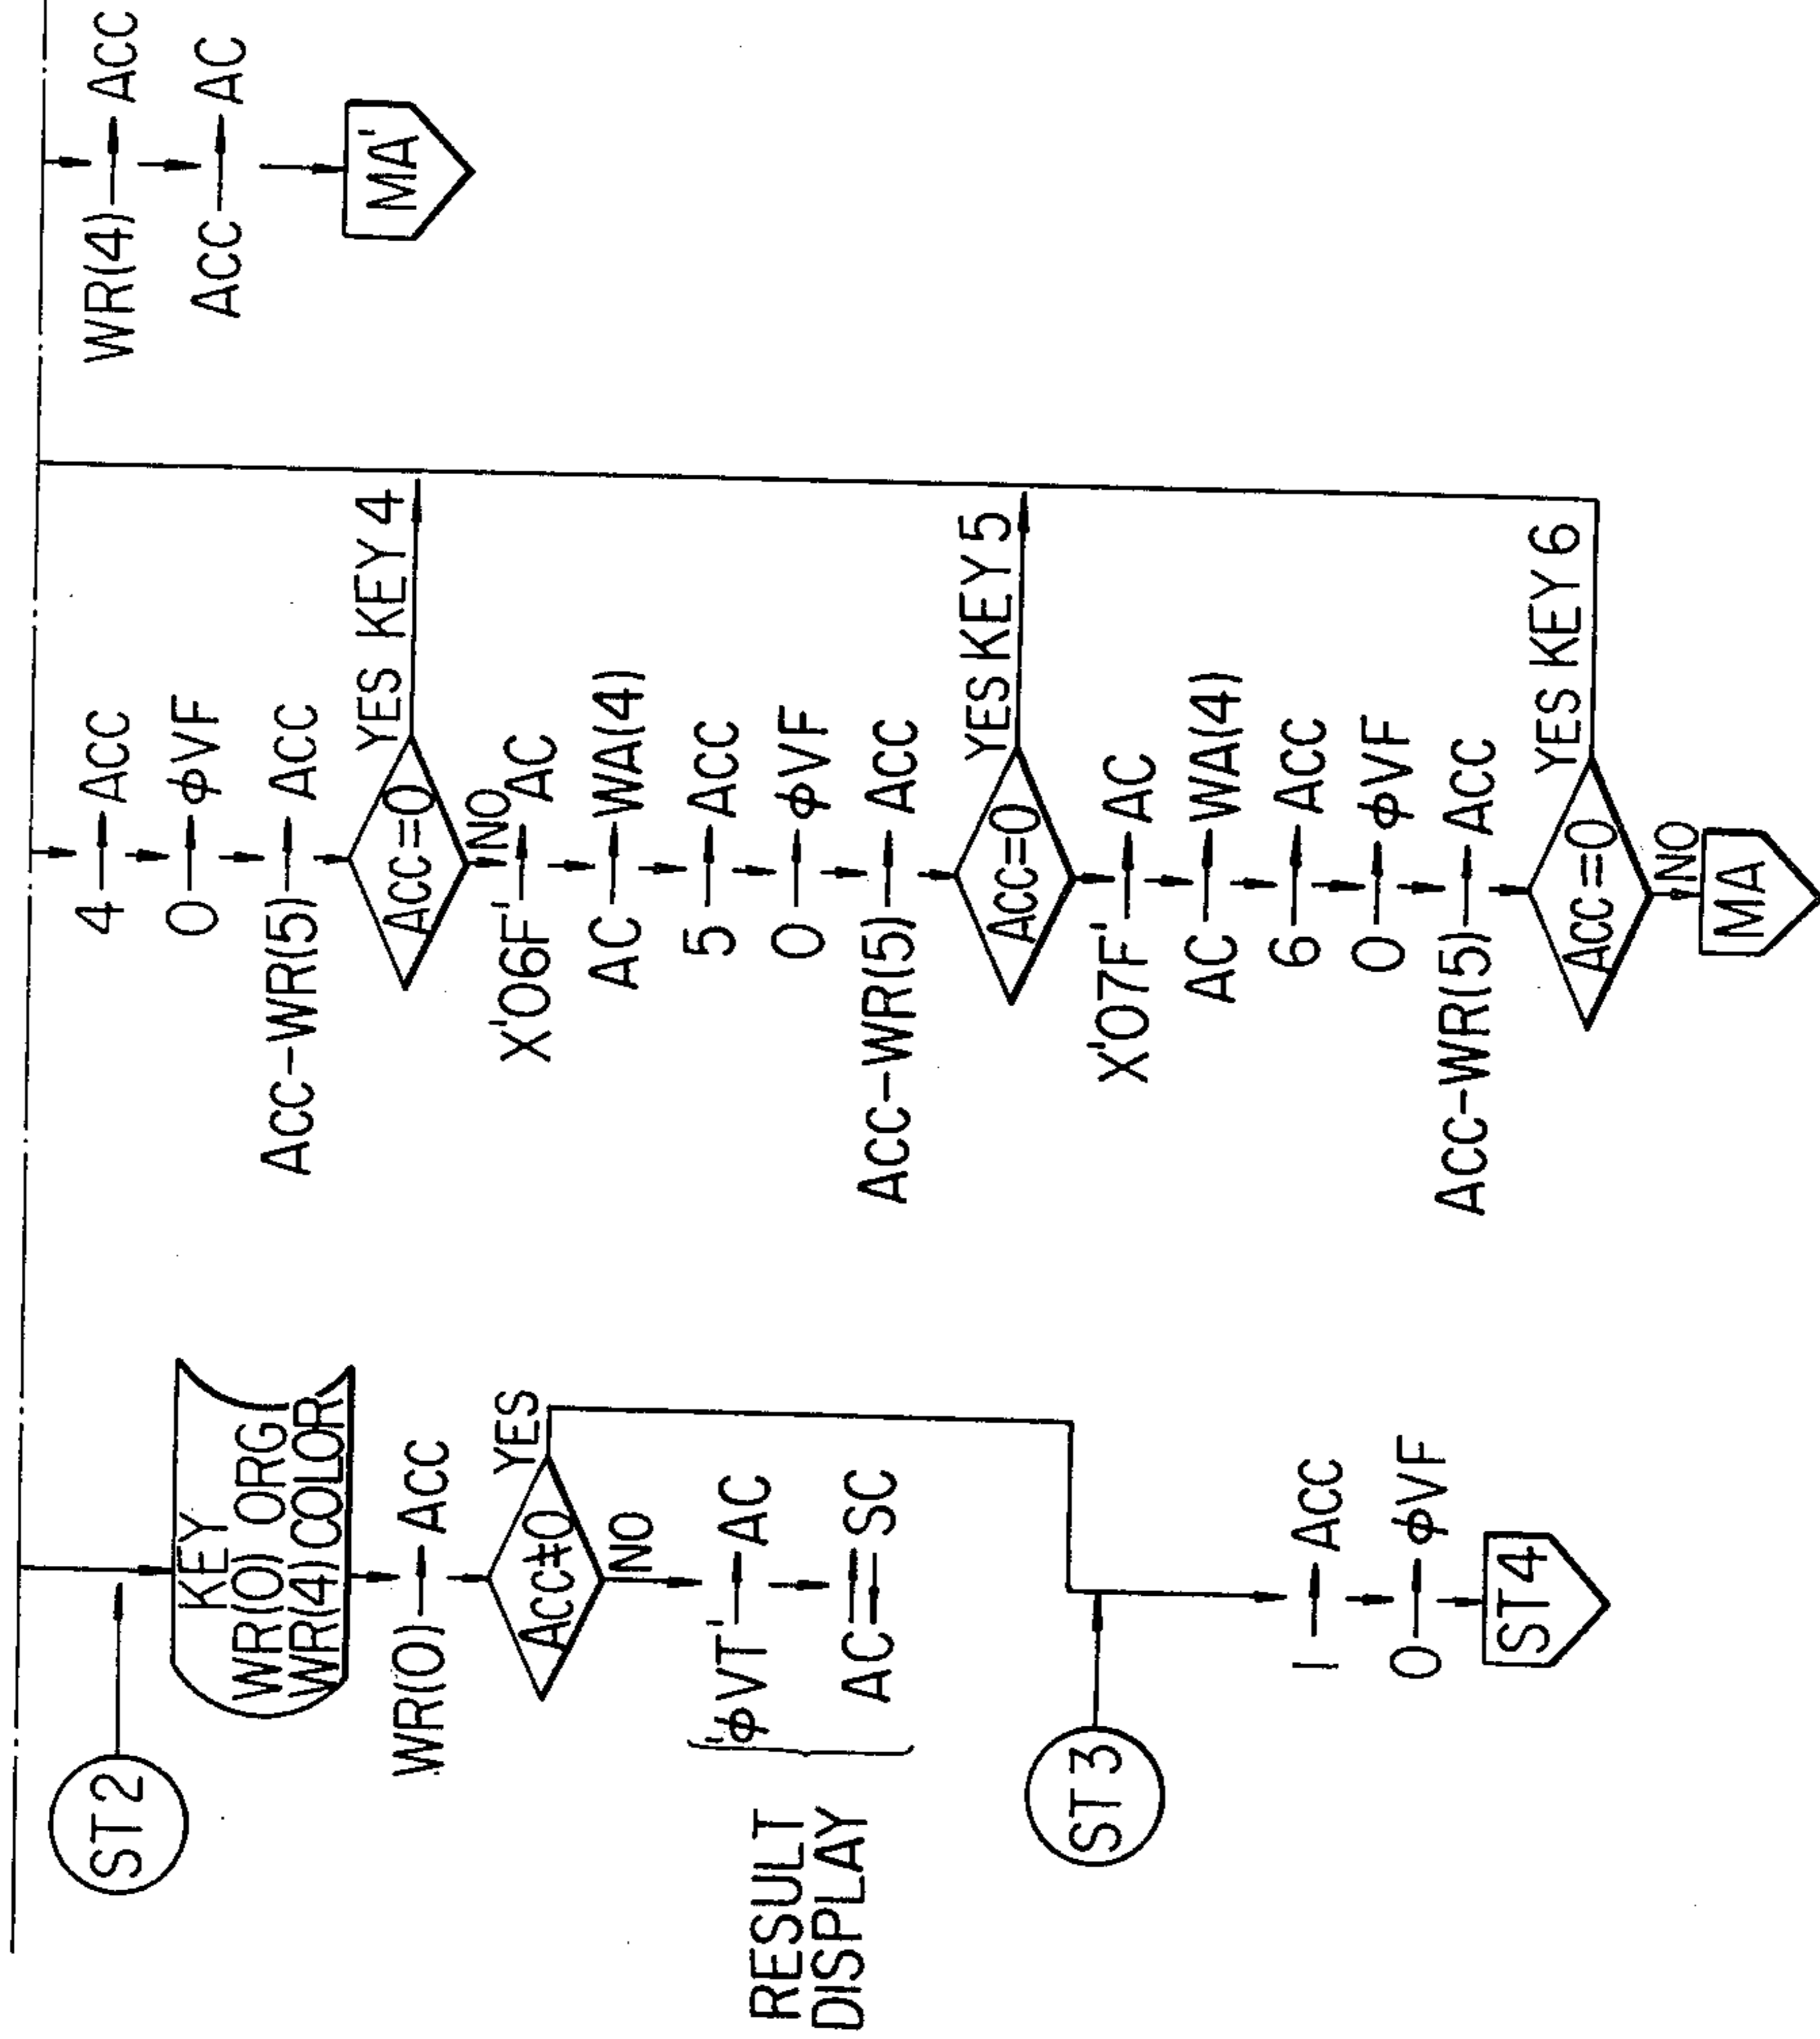 ST2
KEY
WR(0) ORG
WR(4) COLOR
WR(0) → ACC
ACC≠0
YES
NO
'φVT' → AC
AC ⇄ SC
RESULT
DISPLAY
ST3
1 → ACC
0 → φVF
ST4
4 → ACC
0 → φVF
ACC-WR(5) → ACC
ACC=0
YES KEY 4
NO
X'06F' → AC
AC → WA(4)
5 → ACC
0 → φVF
ACC-WR(5) → ACC
ACC=0
YES KEY 5
X'07F' → AC
AC → WA(4)
6 → ACC
0 → φVF
ACC-WR(5) → ACC
ACC=0
YES KEY 6
NO
MA
WR(4) → ACC
ACC → AC
MA'